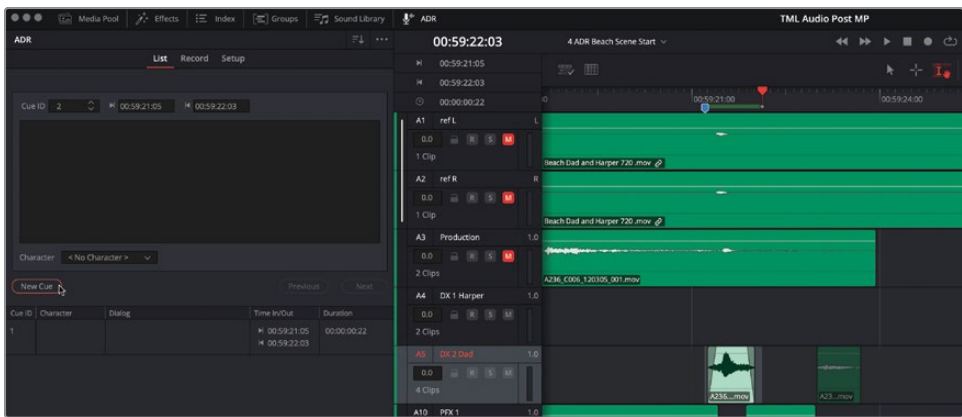 Media Pool Effects Index Groups Sound Library ADR TML Audio Post MP
ADR
List Record Setup
Cue ID 2 00:59:21:05 00:59:22:03
Character < No Character >
New Cue Previous Next
Cue ID Character Dialog Time In/Out Duration
1 00:59:21:05 00:00:00:22
00:59:22:03
00:59:22:03 4 ADR Beach Scene Start
00:59:21:05
00:59:22:03
00:00:00:22
00:59:21:00 00:59:24:00
A1 ref L L
0.0 R S M
1 Clip
Beach Dad and Harper 720 .mov
A2 ref R R
0.0 R S M
1 Clip
Beach Dad and Harper 720 .mov
A3 Production 1.0
0.0 R S M
2 Clips
A236_C006_120305_001.mov
A4 DX 1 Harper 1.0
0.0 R S M
2 Clips
A5 DX 2 Dad 1.0
0.0 R S M
4 Clips
A236....mov A23...mov
A10 PFX 1 1.0